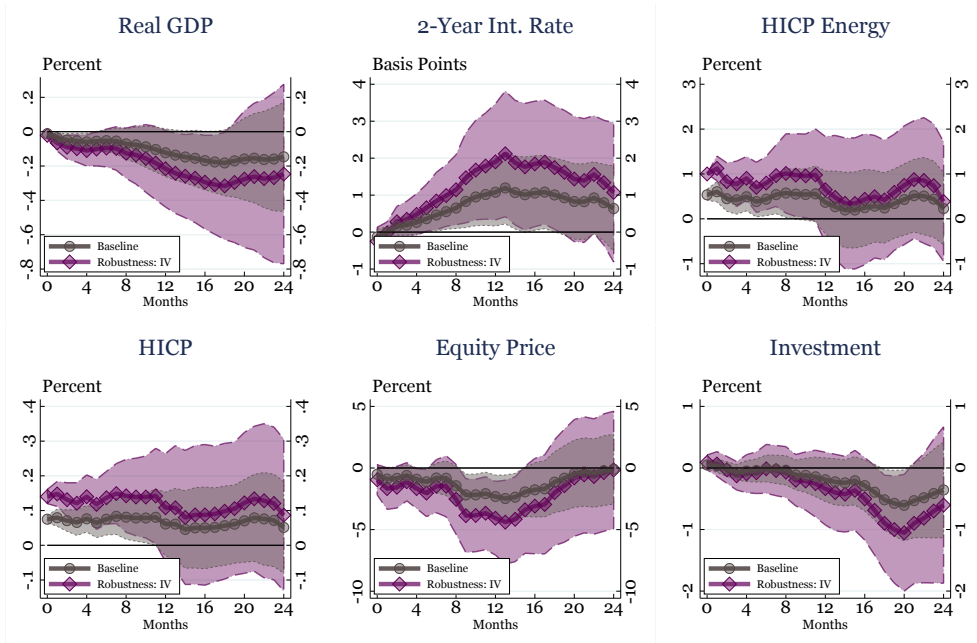 Real GDP
Percent
.2
0
-.2
-.4
-.6
-.8
.2
0
-.2
-.4
-.6
-.8
Baseline
Robustness: IV
0 4 8 12 16 20 24
Months
2-Year Int. Rate
Basis Points
4
3
2
1
0
-1
4
3
2
1
0
-1
Baseline
Robustness: IV
0 4 8 12 16 20 24
Months
HICP Energy
Percent
3
2
1
0
-1
3
2
1
0
-1
Baseline
Robustness: IV
0 4 8 12 16 20 24
Months
HICP
Percent
.4
.3
.2
.1
0
-.1
.4
.3
.2
.1
0
-.1
Baseline
Robustness: IV
0 4 8 12 16 20 24
Months
Equity Price
Percent
5
0
-5
-10
5
0
-5
-10
Baseline
Robustness: IV
0 4 8 12 16 20 24
Months
Investment
Percent
1
0
-1
-2
1
0
-1
-2
Baseline
Robustness: IV
0 4 8 12 16 20 24
Months